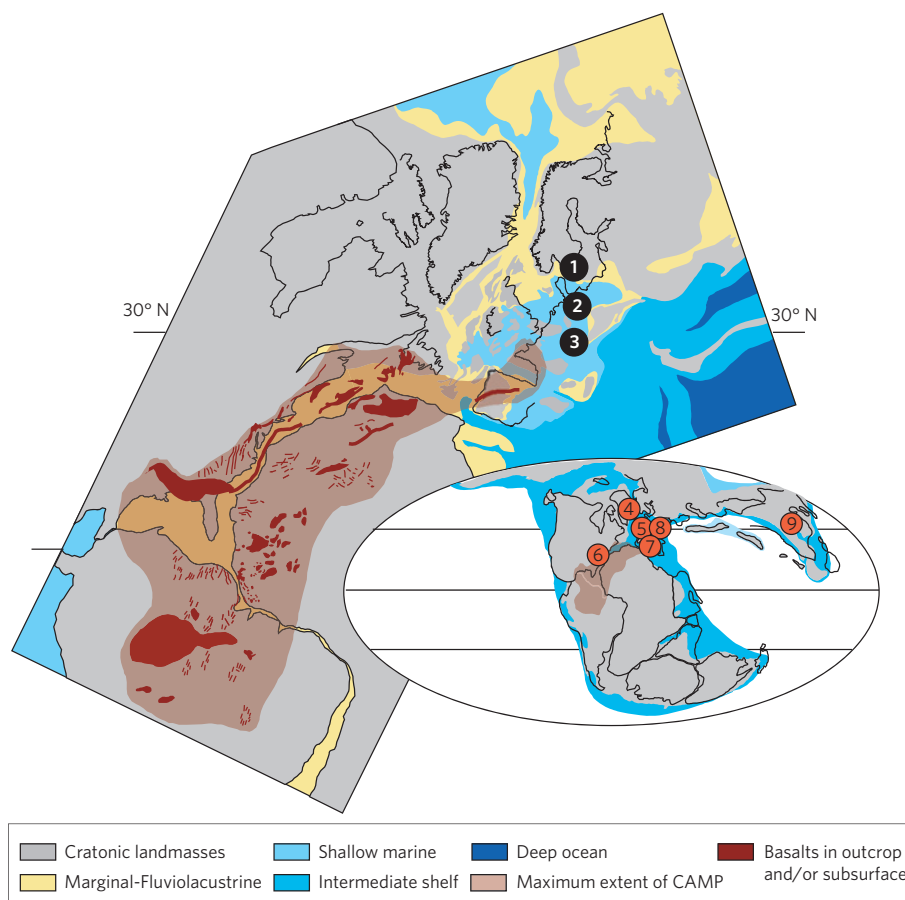 1
30° N
2
30° N
3
4
5
8
9
6
7
Cratonic landmasses
Shallow marine
Deep ocean
Basalts in outcrop
and/or subsurface
Marginal-Fluviolacustrine
Intermediate shelf
Maximum extent of CAMP